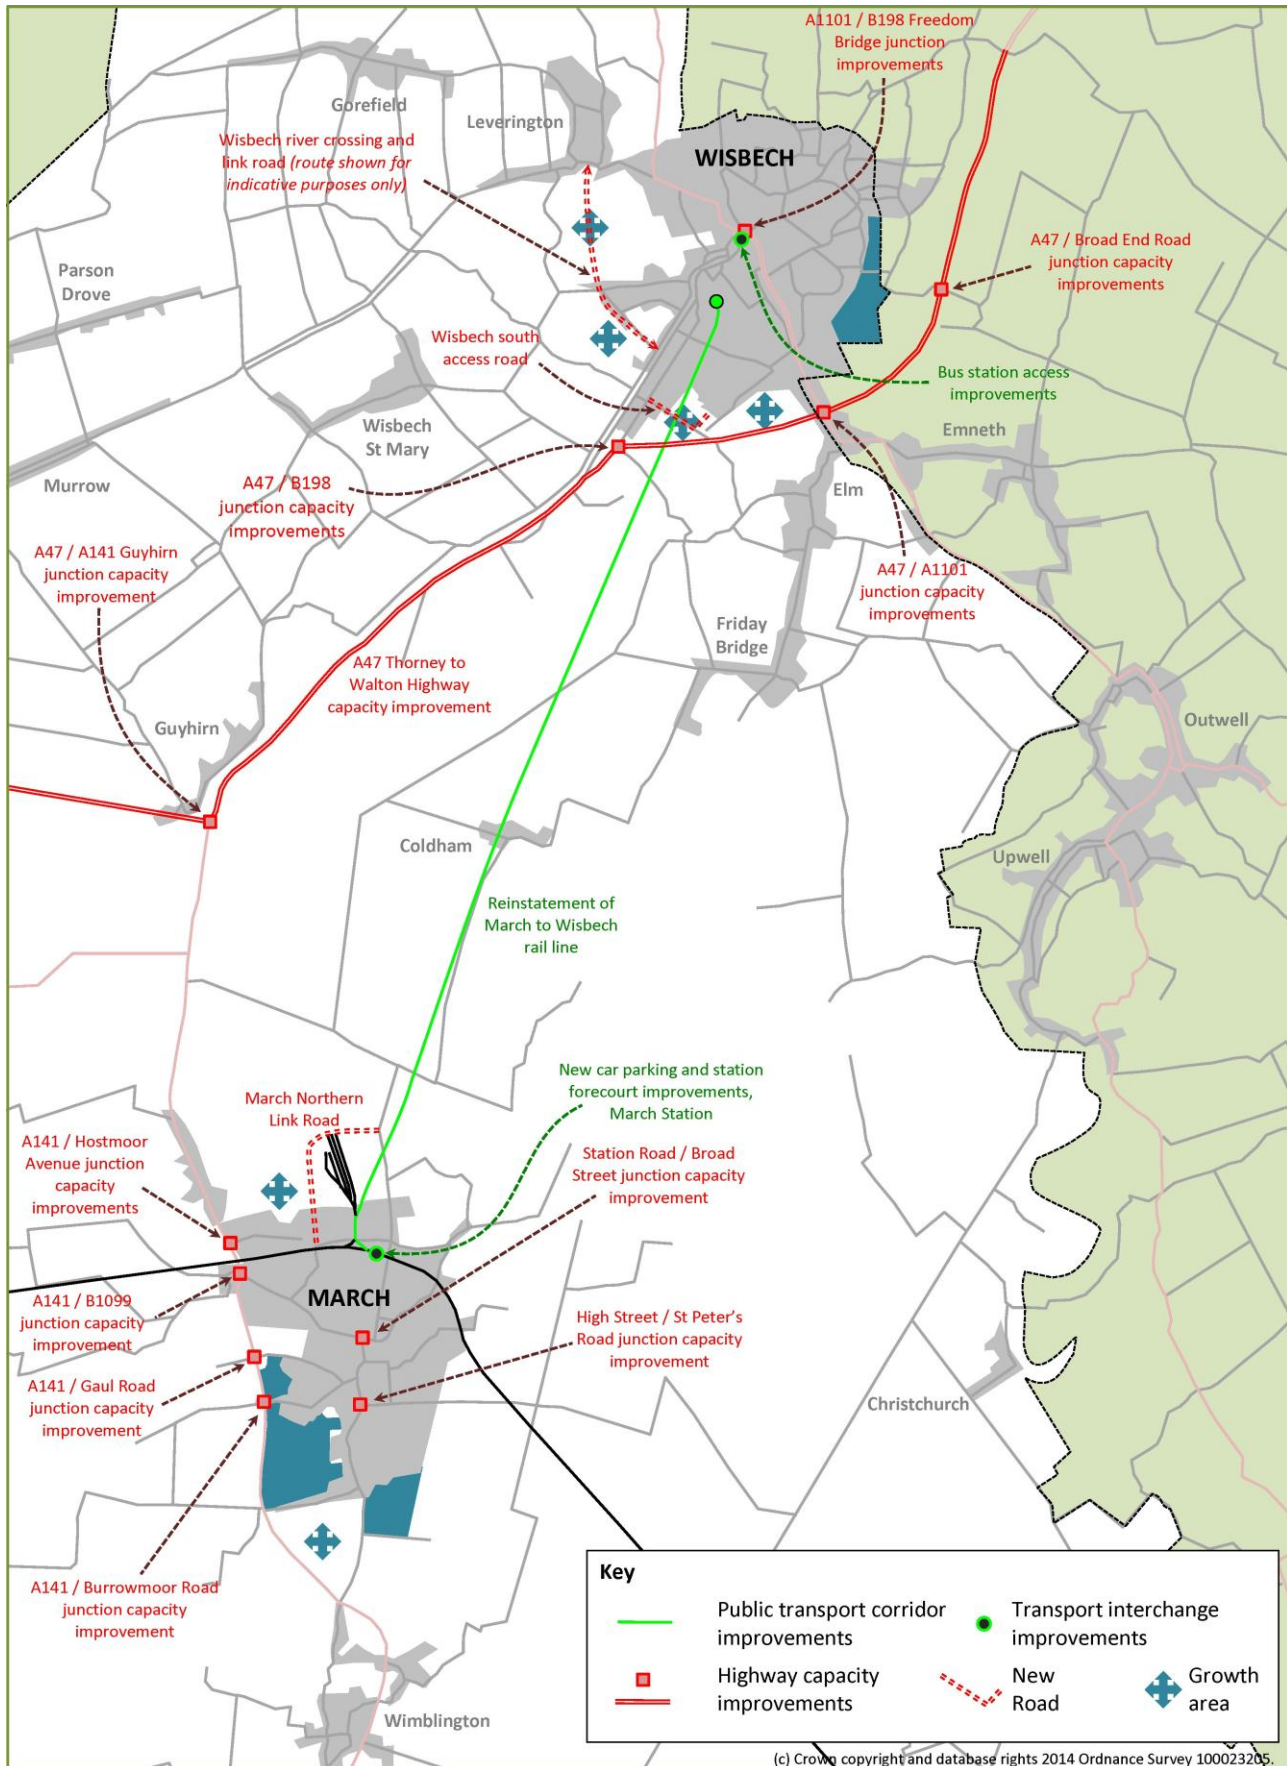 A1101 / B198 Freedom
Bridge junction
improvements
Gorefield
Leverington
Wisbech river crossing and
link road (route shown for
indicative purposes only)
WISBECH
A47 / Broad End Road
junction capacity
improvements
Parson
Drove
Wisbech south
access road
Bus station access
improvements
Wisbech
St Mary
Emneth
Murrow
A47 / B198
junction capacity
improvements
Elm
A47 / A141 Guyhirn
junction capacity
improvement
A47 / A1101
junction capacity
improvements
Friday
Bridge
A47 Thorney to
Walton Highway
capacity improvement
Guyhirn
Outwell
Coldham
Upwell
Reinstatement of
March to Wisbech
rail line
New car parking and station
forecourt improvements,
March Station
March Northern
Link Road
A141 / Hostmoor
Avenue junction
capacity
improvements
Station Road / Broad
Street junction capacity
improvement
MARCH
A141 / B1099
junction capacity
improvement
High Street / St Peter's
Road junction capacity
improvement
A141 / Gaul Road
junction capacity
improvement
Christchurch
A141 / Burrowmoor Road
junction capacity
improvement
Wimblington
Key
Public transport corridor
improvements
Transport interchange
improvements
Highway capacity
improvements
New
Road
Growth
area
(c) Crown copyright and database rights 2014 Ordnance Survey 100023205.